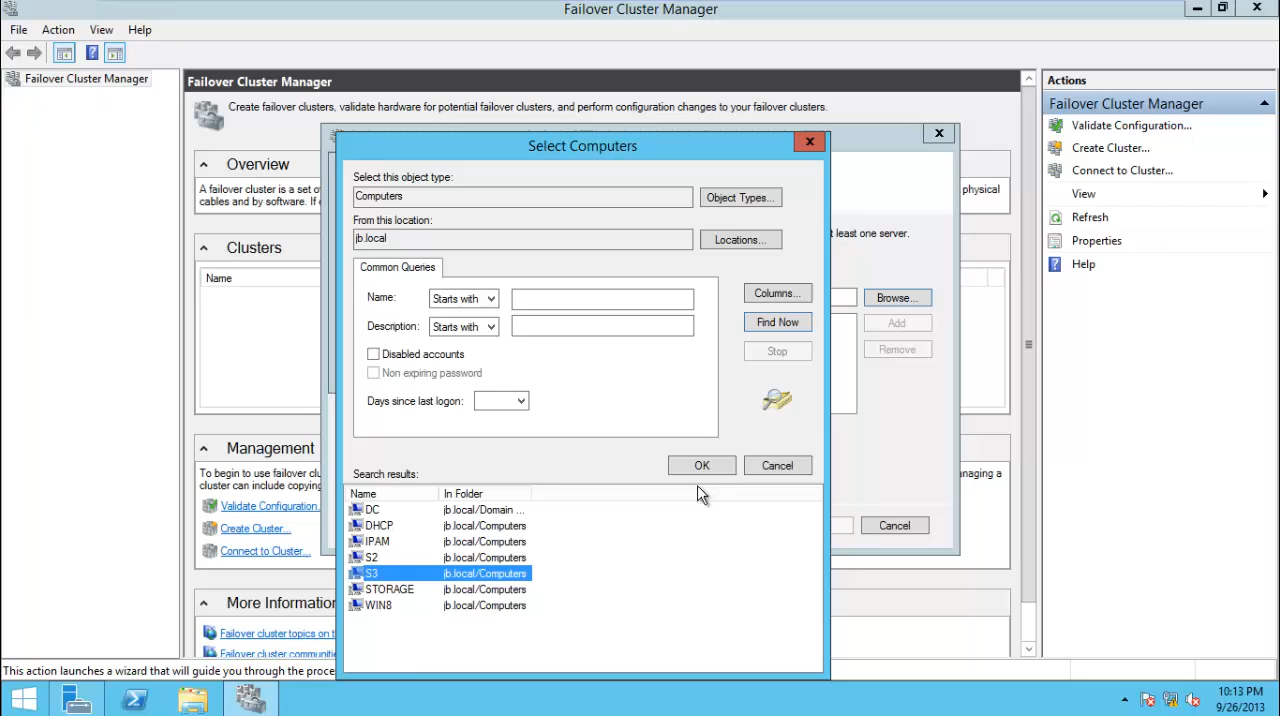 Failover Cluster Manager
File Action View Help
Failover Cluster Manager
Failover Cluster Manager
Create failover clusters, validate hardware for potential failover clusters, and perform configuration changes to your failover clusters.
Overview
A failover cluster is a set of
physical
cables and by software. If
Clusters
Name
Management
To begin to use failover
managing a
cluster can include copying
Validate Configuration...
Create Cluster...
Connect to Cluster...
More Information
Failover cluster topics on
Failover cluster
This action launches a wizard that will guide you through the
least one server.
Browse...
Add
Remove
Cancel
Select Computers
Select this object type:
Computers
Object Types...
From this location:
jb.local
Locations...
Common Queries
Name: Starts with
Description: Starts with
Disabled accounts
Non expiring password
Days since last logon:
Columns...
Find Now
Stop
OK
Cancel
Search results:
Name In Folder
DC jb.local/Domain ...
DHCP jb.local/Computers
IPAM jb.local/Computers
S2 jb.local/Computers
S3 jb.local/Computers
STORAGE jb.local/Computers
WIN8 jb.local/Computers
Actions
Failover Cluster Manager
Validate Configuration...
Create Cluster...
Connect to Cluster...
View
Refresh
Properties
Help
10:13 PM
9/26/2013